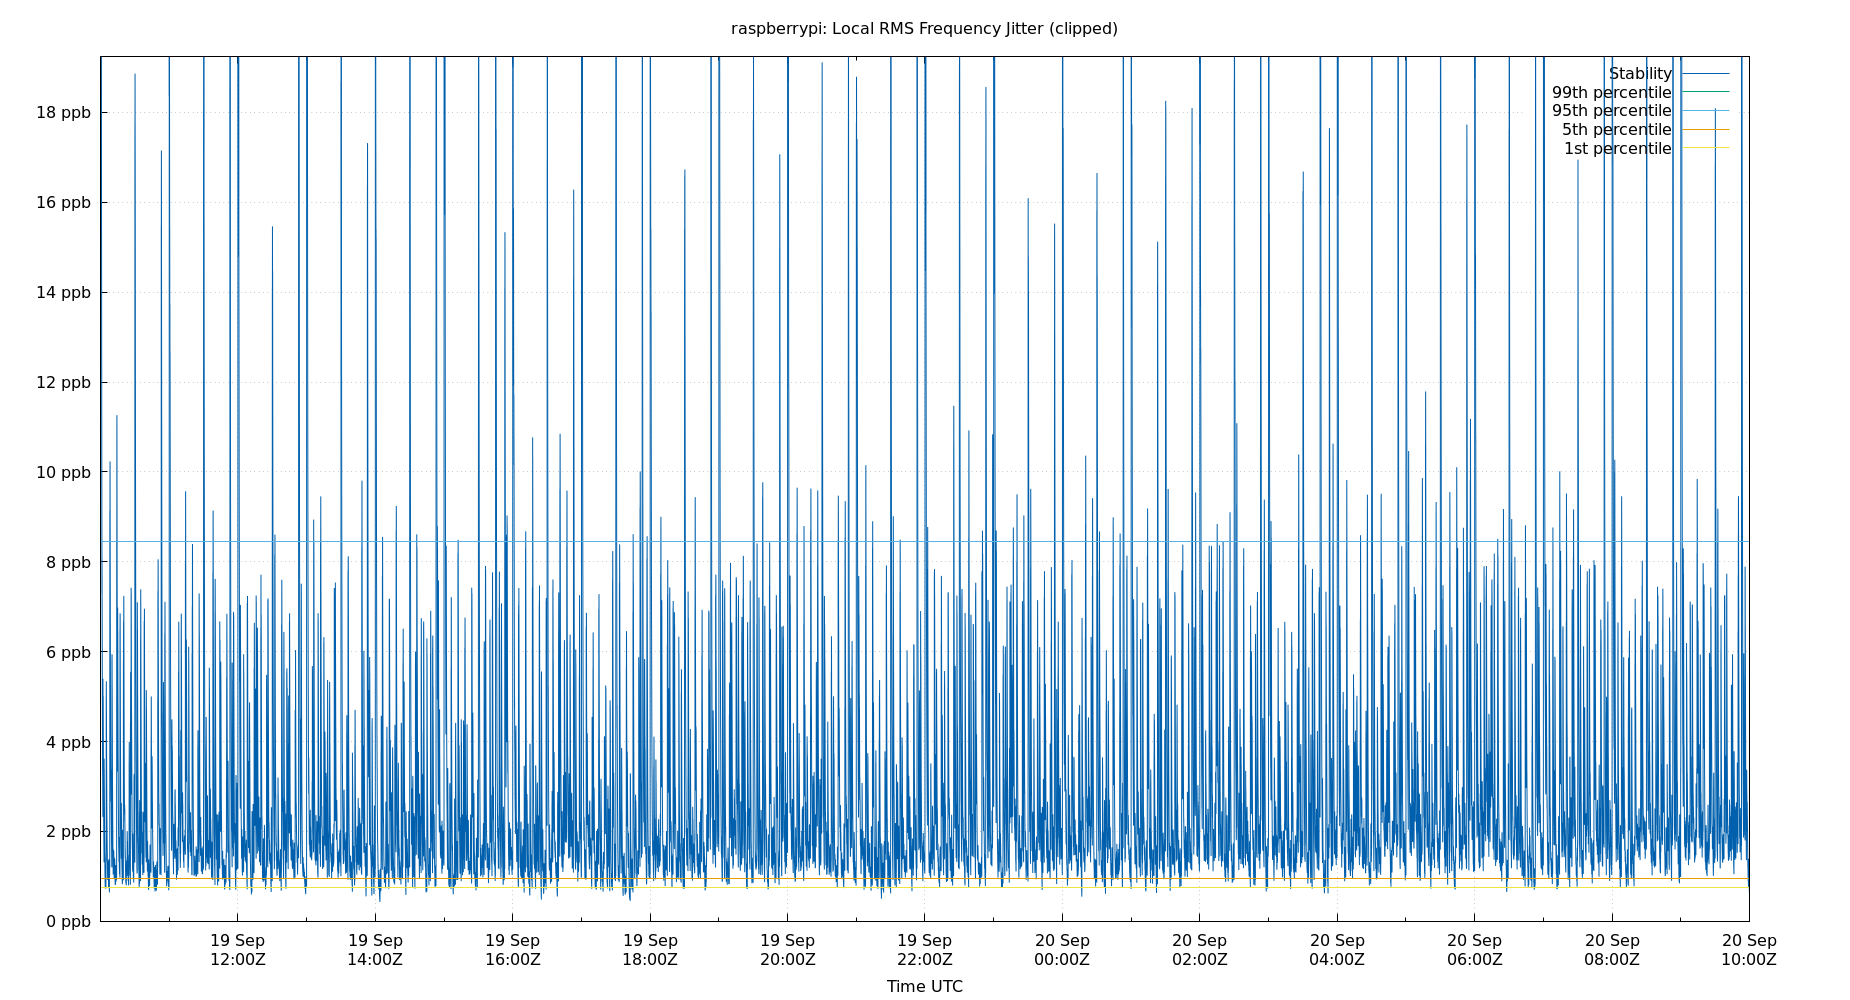 raspberrypi: Local RMS Frequency Jitter (clipped)
Stability
99th percentile
95th percentile
5th percentile
1st percentile
18 ppb
16 ppb
14 ppb
12 ppb
10 ppb
8 ppb
6 ppb
4 ppb
2 ppb
0 ppb
19 Sep 19 Sep 19 Sep 19 Sep 19 Sep 19 Sep 20 Sep 20 Sep 20 Sep 20 Sep 20 Sep 20 Sep
12:00Z 14:00Z 16:00Z 18:00Z 20:00Z 22:00Z 00:00Z 02:00Z 04:00Z 06:00Z 08:00Z 10:00Z
Time UTC